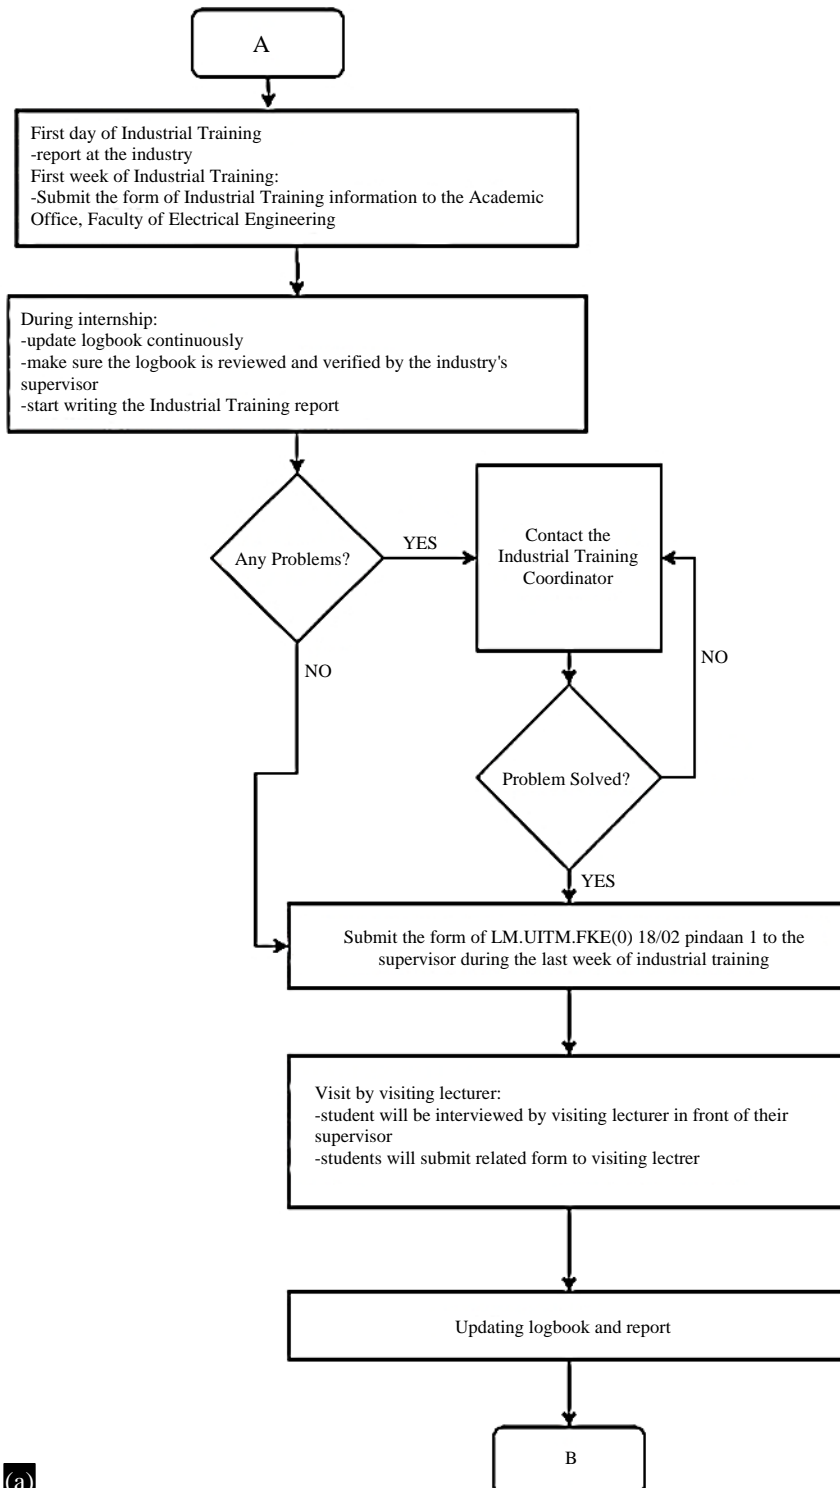 A
First day of Industrial Training
-report at the industry
First week of Industrial Training:
-Submit the form of Industrial Training information to the Academic
Office, Faculty of Electrical Engineering
During internship:
-update logbook continuously
-make sure the logbook is reviewed and verified by the industry's
supervisor
-start writing the Industrial Training report
Any Problems?
YES
Contact the
Industrial Training
Coordinator
NO
NO
Problem Solved?
YES
Submit the form of LM.UITM.FKE(0) 18/02 pindaan 1 to the
supervisor during the last week of industrial training
Visit by visiting lecturer:
-student will be interviewed by visiting lecturer in front of their
supervisor
-students will submit related form to visiting lectrer
Updating logbook and report
B
(a)